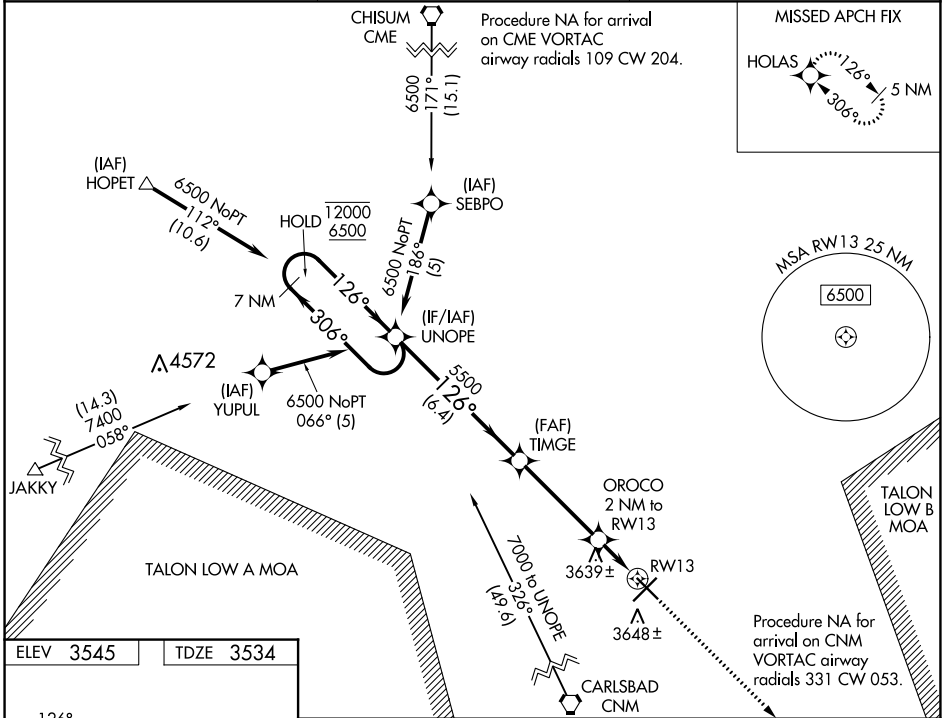 CHISUM
CME
Procedure NA for arrival
on CME VORTAC
airway radials 109 CW 204.
MISSED APCH FIX
HOLAS
126°
306°
5 NM
6500
171°
(15.1)
(IAF)
HOPET
6500 NoPT
112°
(10.6)
HOLD
12000
6500
(IAF)
SEBPO
6500 NoPT
186°
(5)
7 NM
126°
306°
(IF/IAF)
UNOPE
MSA RW13 25 NM
6500
4572
(IAF)
YUPUL
6500 NoPT
066° (5)
5500
126°
(6.4)
(FAF)
TIMGE
(14.3)
7400
058°
JAKKY
OROCO
2 NM to
RW13
TALON
LOW B
MOA
TALON LOW A MOA
7000 to UNOPE
326°
(49.6)
3639±
RW13
3648±
Procedure NA for
arrival on CNM
VORTAC airway
radials 331 CW 053.
CARLSBAD
CNM
ELEV 3545
TDZE 3534
126°